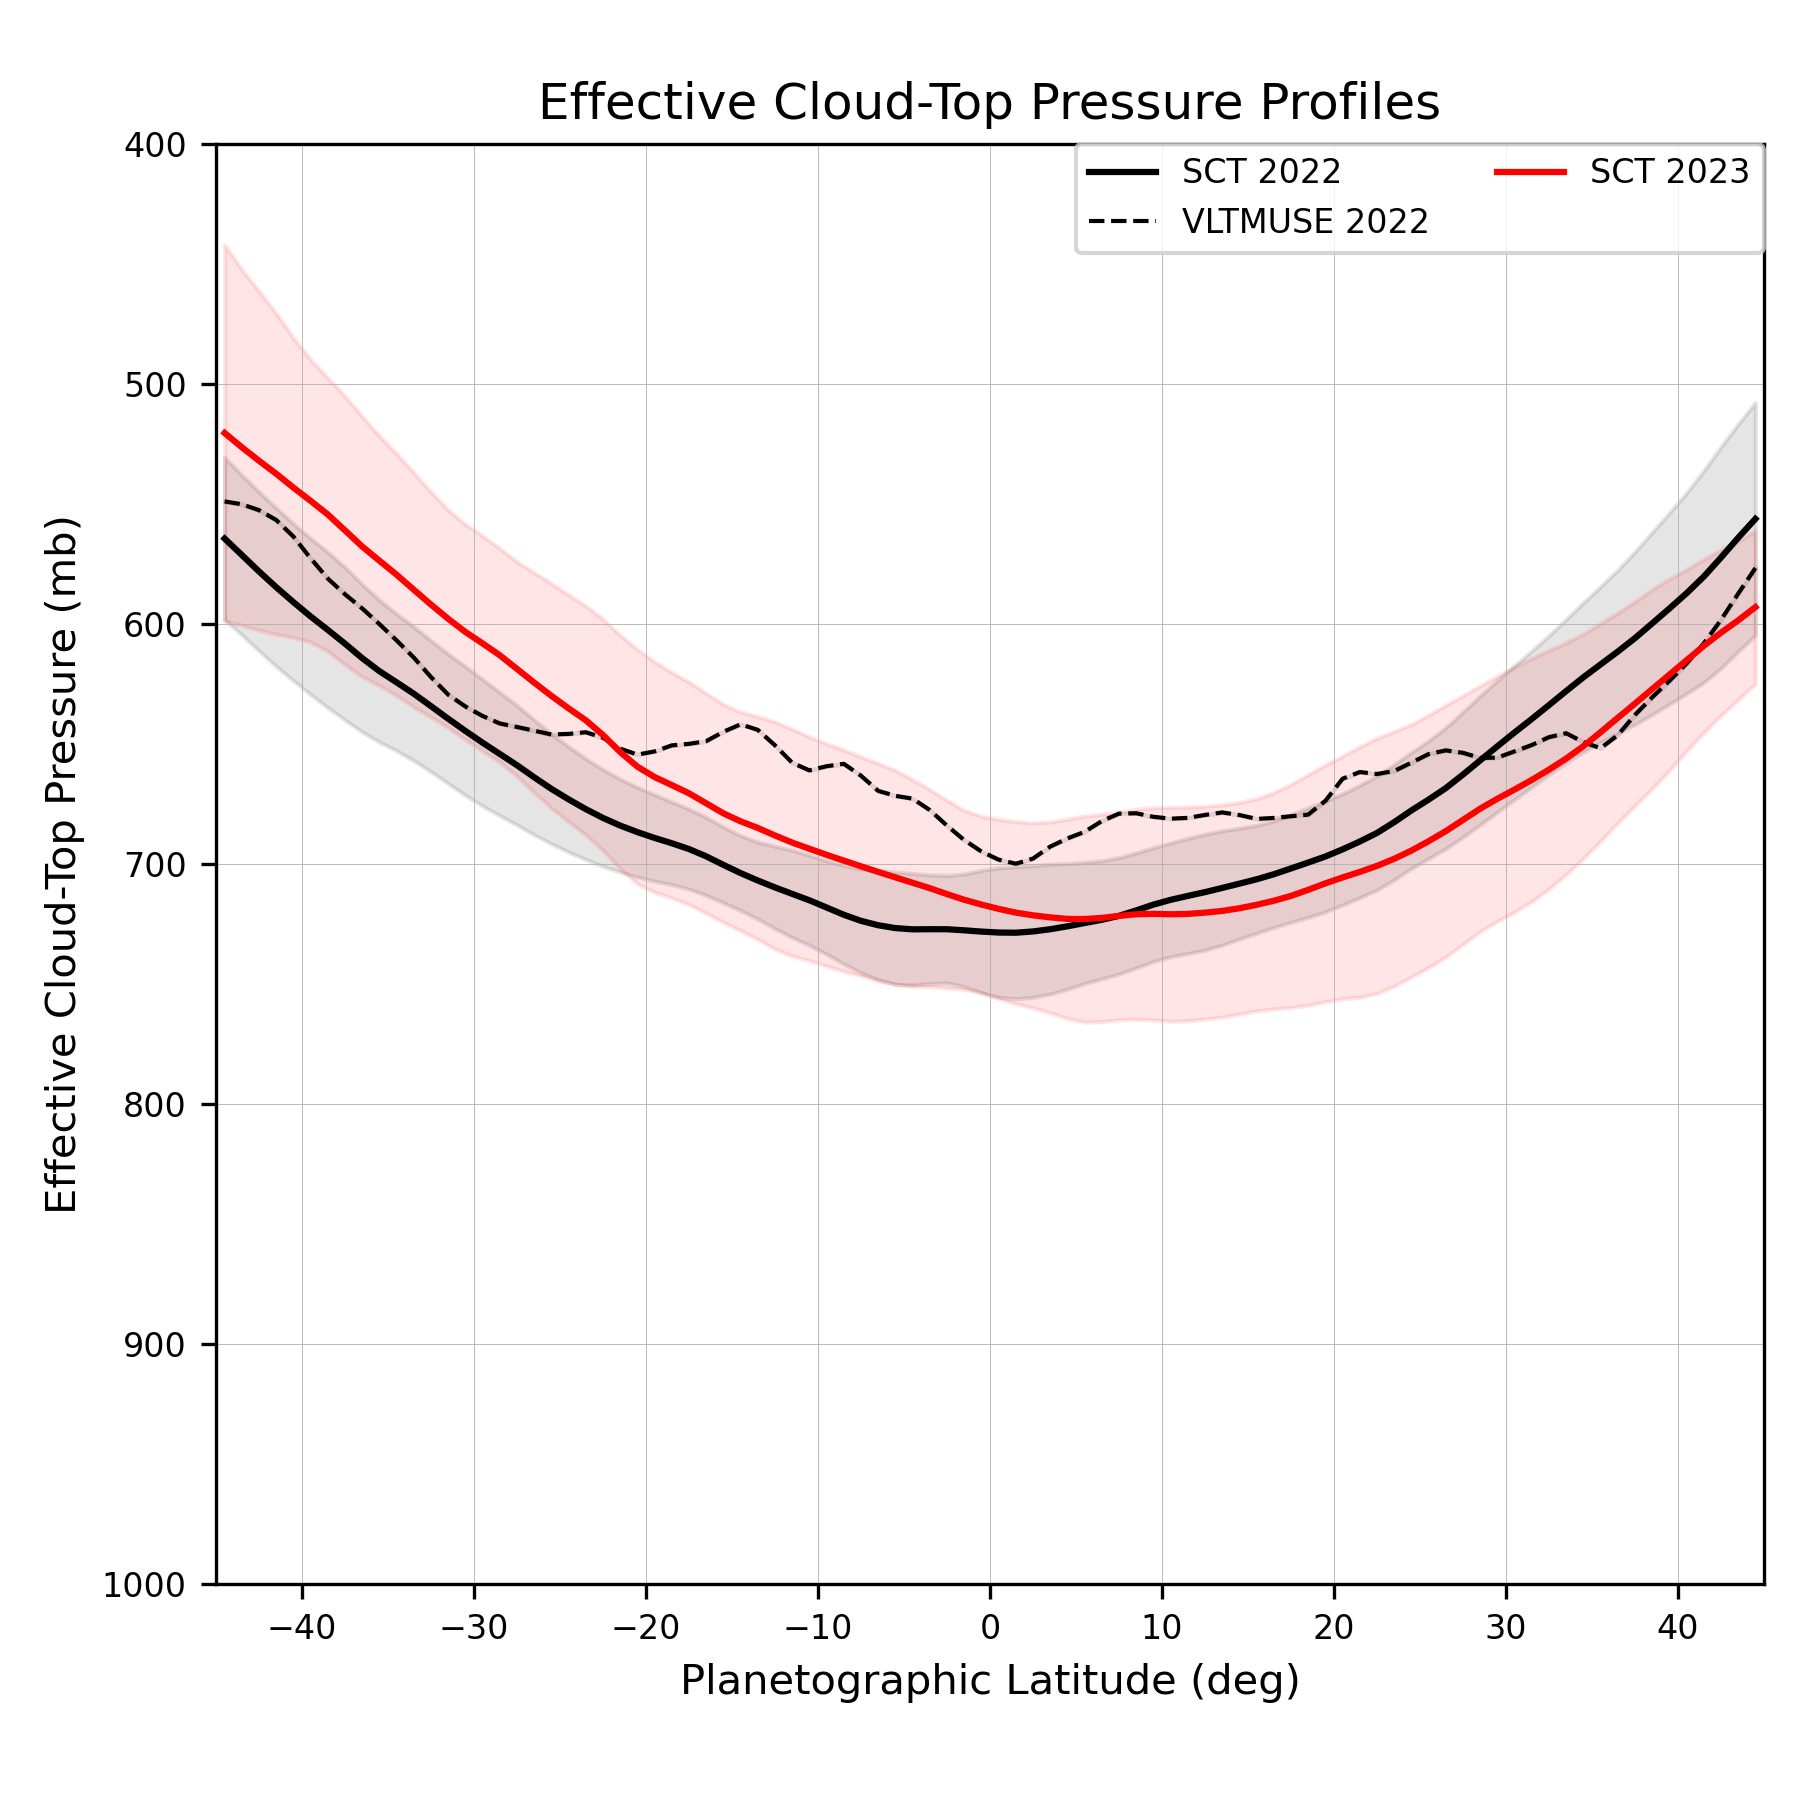 Effective Cloud-Top Pressure Profiles
SCT 2022
VLTMUSE 2022
SCT 2023
Effective Cloud-Top Pressure (mb)
400
500
600
700
800
900
1000
−40 −30 −20 −10 0 10 20 30 40
Planetographic Latitude (deg)